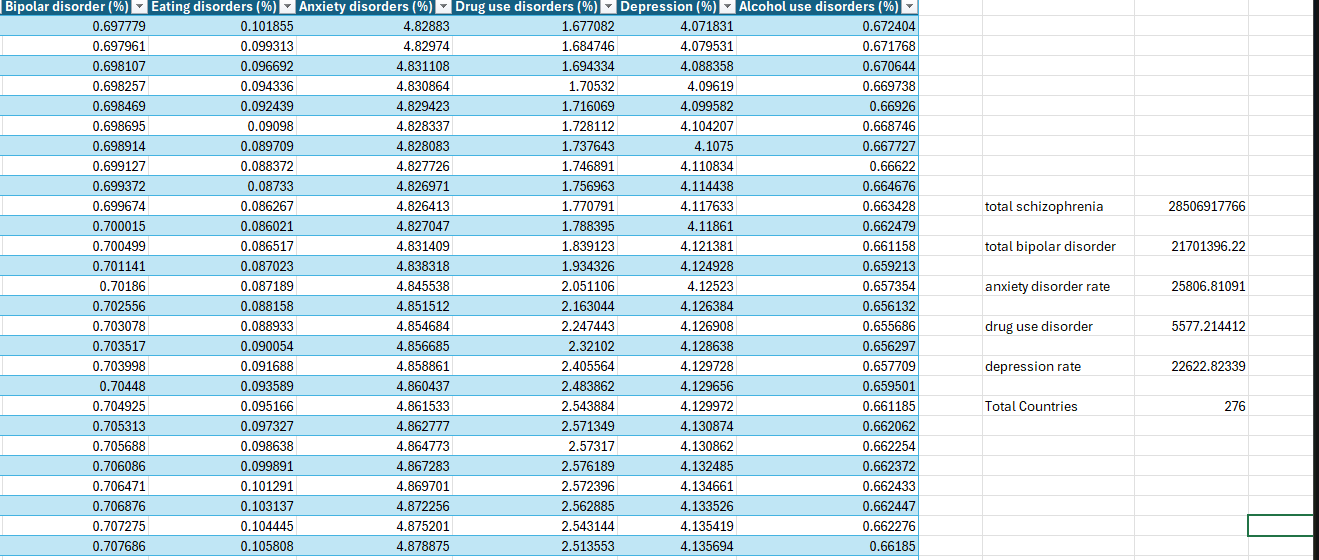 Bipolar disorder (%) Eating disorders (%) Anxiety disorders (%) Drug use disorders (%) Depression (%) Alcohol use disorders (%)
0.697779 0.101855 4.82883 1.677082 4.071831 0.672404
0.697961 0.099313 4.82974 1.684746 4.079531 0.671768
0.698107 0.096692 4.831108 1.694334 4.088358 0.670644
0.698257 0.094336 4.830864 1.70532 4.09619 0.669738
0.698469 0.092439 4.829423 1.716069 4.099582 0.66926
0.698695 0.09098 4.828337 1.728112 4.104207 0.668746
0.698914 0.089709 4.828083 1.737643 4.1075 0.667727
0.699127 0.088372 4.827726 1.746891 4.110834 0.66622
0.699372 0.08733 4.826971 1.756963 4.114438 0.664676
0.699674 0.086267 4.826413 1.770791 4.117633 0.663428 total schizophrenia 28506917766
0.700015 0.086021 4.827047 1.788395 4.11861 0.662479
0.700499 0.086517 4.831409 1.839123 4.121381 0.661158 total bipolar disorder 21701396.22
0.701141 0.087023 4.838318 1.934326 4.124928 0.659213
0.70186 0.087189 4.845538 2.051106 4.12523 0.657354 anxiety disorder rate 25806.81091
0.702556 0.088158 4.851512 2.163044 4.126384 0.656132
0.703078 0.088933 4.854684 2.247443 4.126908 0.655686 drug use disorder 5577.214412
0.703517 0.090054 4.856685 2.32102 4.128638 0.656297
0.703998 0.091688 4.858861 2.405564 4.129728 0.657709 depression rate 22622.82339
0.70448 0.093589 4.860437 2.483862 4.129656 0.659501
0.704925 0.095166 4.861533 2.543884 4.129972 0.661185 Total Countries 276
0.705313 0.097327 4.862777 2.571349 4.130874 0.662062
0.705688 0.098638 4.864773 2.57317 4.130862 0.662254
0.706086 0.099891 4.867283 2.576189 4.132485 0.662372
0.706471 0.101291 4.869701 2.572396 4.134661 0.662433
0.706876 0.103137 4.872256 2.562885 4.133526 0.662447
0.707275 0.104445 4.875201 2.543144 4.135419 0.662276
0.707686 0.105808 4.878875 2.513553 4.135694 0.66185